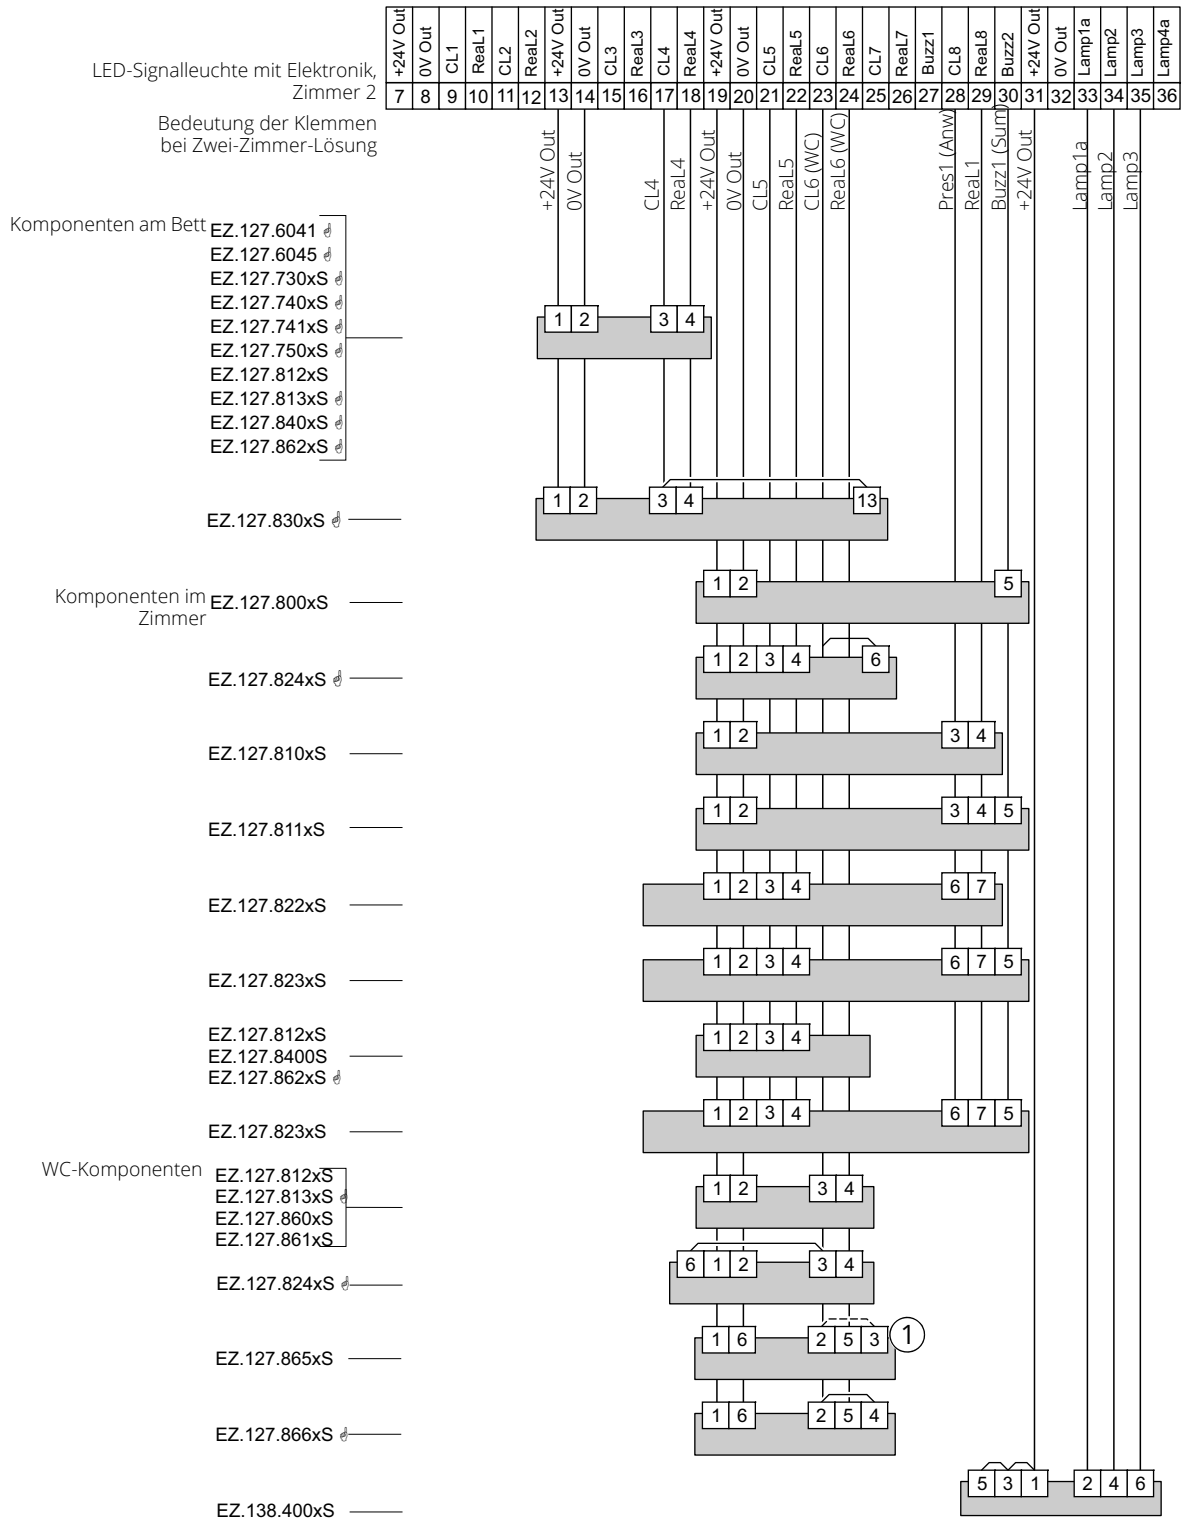 +24V Out 0V Out CL1 ReaL1 CL2 ReaL2 +24V Out 0V Out CL3 ReaL3 CL4 ReaL4 +24V Out 0V Out CL5 ReaL5 CL6 ReaL6 CL7 ReaL7 Buzz1 CL8 ReaL8 Buzz2 +24V Out 0V Out Lamp1a Lamp2 Lamp3 Lamp4a
LED-Signalleuchte mit Elektronik,
Zimmer 2
7 8 9 10 11 12 13 14 15 16 17 18 19 20 21 22 23 24 25 26 27 28 29 30 31 32 33 34 35 36
Bedeutung der Klemmen
bei Zwei-Zimmer-Lösung
+24V Out 0V Out CL4 ReaL4 +24V Out 0V Out CL5 ReaL5 CL6 (WC) ReaL6 (WC) Pres1 (Anw) ReaL1 Buzz1 (Sum) +24V Out Lamp1a Lamp2 Lamp3
Komponenten am Bett
EZ.127.6041
EZ.127.6045
EZ.127.730xS
EZ.127.740xS
EZ.127.741xS
EZ.127.750xS
EZ.127.812xS
EZ.127.813xS
EZ.127.840xS
EZ.127.862xS
1 2 3 4
EZ.127.830xS
1 2 3 4 13
Komponenten im
Zimmer
EZ.127.800xS
1 2 5
EZ.127.824xS
1 2 3 4 6
EZ.127.810xS
1 2 3 4
EZ.127.811xS
1 2 3 4 5
EZ.127.822xS
1 2 3 4 6 7
EZ.127.823xS
1 2 3 4 6 7 5
EZ.127.812xS
EZ.127.8400S
EZ.127.862xS
1 2 3 4
EZ.127.823xS
1 2 3 4 6 7 5
WC-Komponenten
EZ.127.812xS
EZ.127.813xS
EZ.127.860xS
EZ.127.861xS
1 2 3 4
EZ.127.824xS
6 1 2 3 4
EZ.127.865xS
1 6 2 5 3 1
EZ.127.866xS
1 6 2 5 4
EZ.138.400xS
5 3 1 2 4 6